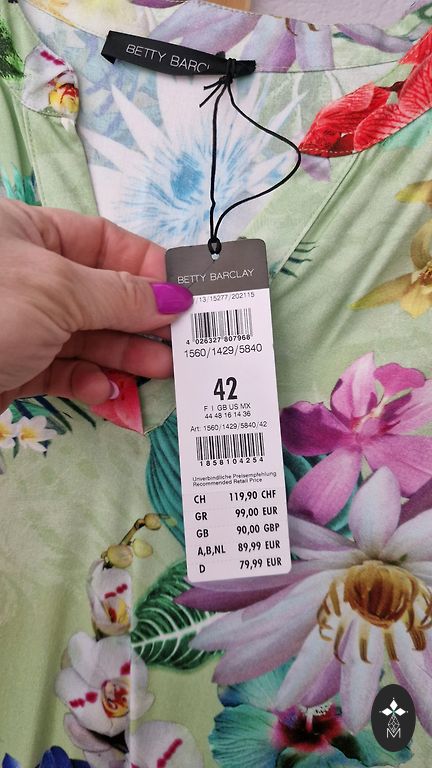 BETTY BARCLAY
BETTY BARCLAY
/13/15277/202115
4 026327 807968
1560/1429/5840
42
F I GB US MX
44 48 16 14 36
Art: 1560/1429/5840/42
1858104254
Unverbindliche Preisempfehlung
Recommended Retail Price
CH 119,90 CHF
GR 99,00 EUR
GB 90,00 GBP
A,B,NL 89,99 EUR
D 79,99 EUR
M